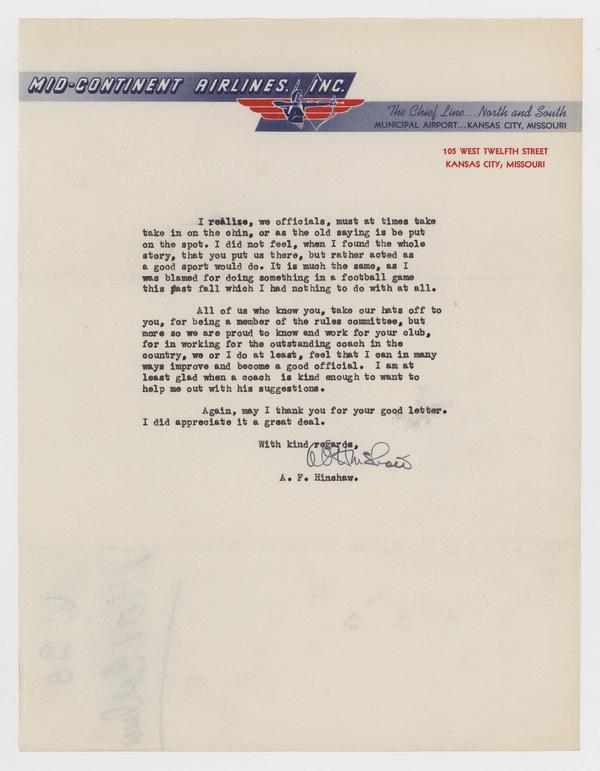 MID-CONTINENT AIRLINES, INC.
The Chief Line...North and South
MUNICIPAL AIRPORT...KANSAS CITY, MISSOURI
105 WEST TWELFTH STREET
KANSAS CITY, MISSOURI
I realize, we officials, must at times take
take in on the chin, or as the old saying is be put
on the spot. I did not feel, when I found the whole
story, that you put us there, but rather acted as
a good sport would do. It is much the same, as I
was blamed for doing something in a football game
this past fall which I had nothing to do with at all.
All of us who know you, take our hats off to
you, for being a member of the rules committee, but
more so we are proud to know and work for your club,
for in working for the outstanding coach in the
country, we or I do at least, feel that I can in many
ways improve and become a good official. I am at
least glad when a coach is kind enough to want to
help me out with his suggestions.
Again, may I thank you for your good letter.
I did appreciate it a great deal.
With kind regards,
A. F. Hinshaw.